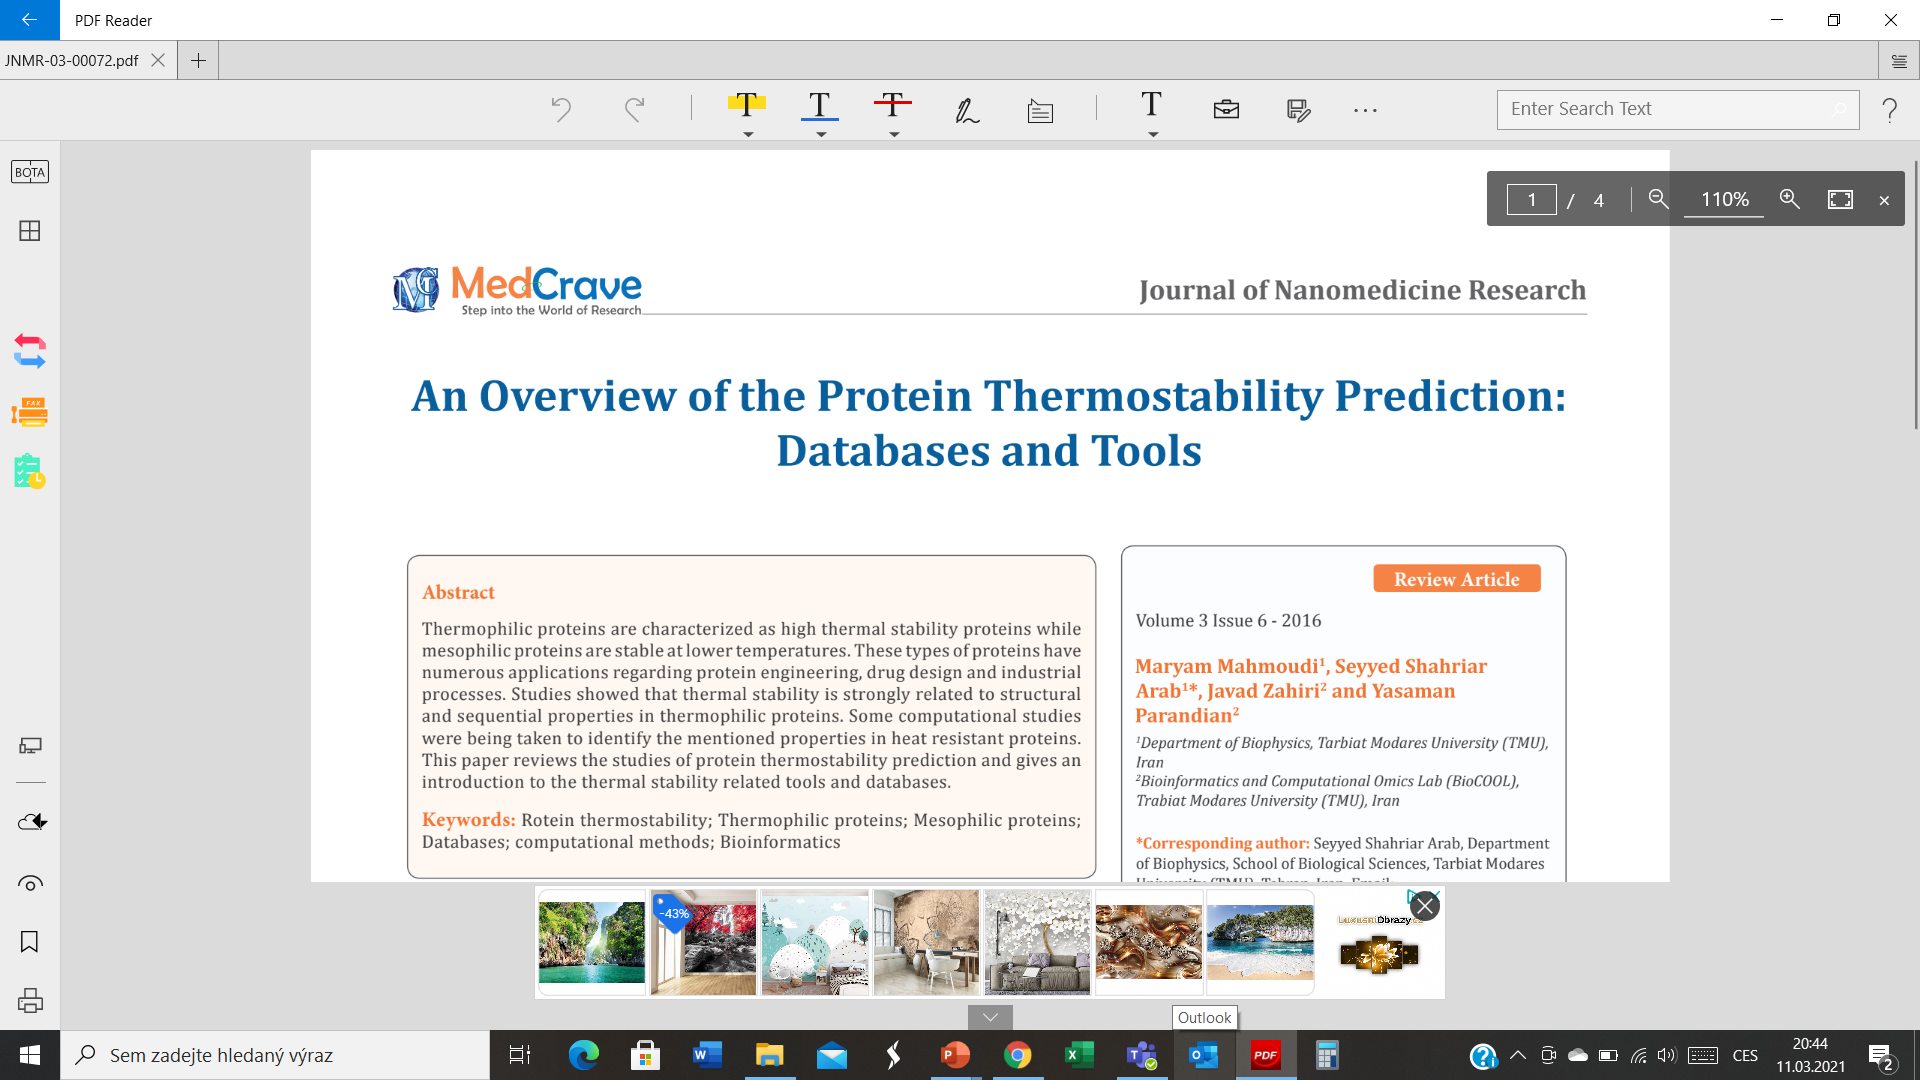 PDF Reader
JNMR-03-00072.pdf
Enter Search Text
BOTA
1 / 4
110%
FAX
MedCrave
Step into the World of Research
Journal of Nanomedicine Research
An Overview of the Protein Thermostability Prediction:
Databases and Tools
Abstract
Thermophilic proteins are characterized as high thermal stability proteins while
mesophilic proteins are stable at lower temperatures. These types of proteins have
numerous applications regarding protein engineering, drug design and industrial
processes. Studies showed that thermal stability is strongly related to structural
and sequential properties in thermophilic proteins. Some computational studies
were being taken to identify the mentioned properties in heat resistant proteins.
This paper reviews the studies of protein thermostability prediction and gives an
introduction to the thermal stability related tools and databases.
Keywords: Rotein thermostability; Thermophilic proteins; Mesophilic proteins;
Databases; computational methods; Bioinformatics
Review Article
Volume 3 Issue 6 - 2016
Maryam Mahmoudi¹, Seyyed Shahriar
Arab¹*, Javad Zahiri² and Yasaman
Parandian²
¹Department of Biophysics, Tarbiat Modares University (TMU),
Iran
²Bioinformatics and Computational Omics Lab (BioCOOL),
Trabiat Modares University (TMU), Iran
*Corresponding author: Seyyed Shahriar Arab, Department
of Biophysics, School of Biological Sciences, Tarbiat Modares
University (TMU), Tehran, Iran, Email
-43%
Outlook
Sem zadejte hledaný výraz
PDF
CES
20:44
11.03.2021
2